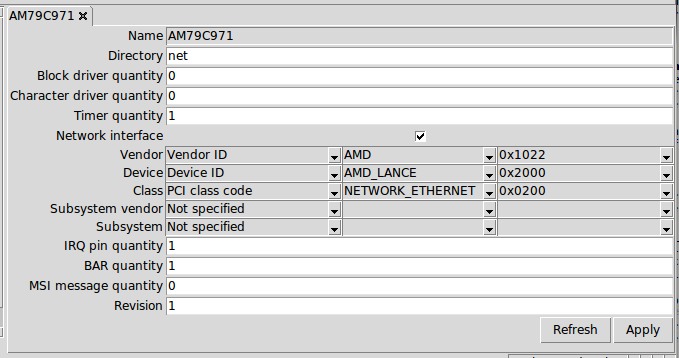 AM79C971
Name AM79C971
Directory net
Block driver quantity 0
Character driver quantity 0
Timer quantity 1
Network interface
Vendor Vendor ID AMD 0x1022
Device Device ID AMD_LANCE 0x2000
Class PCI class code NETWORK_ETHERNET 0x0200
Subsystem vendor Not specified
Subsystem Not specified
IRQ pin quantity 1
BAR quantity 1
MSI message quantity 0
Revision 1
Refresh Apply